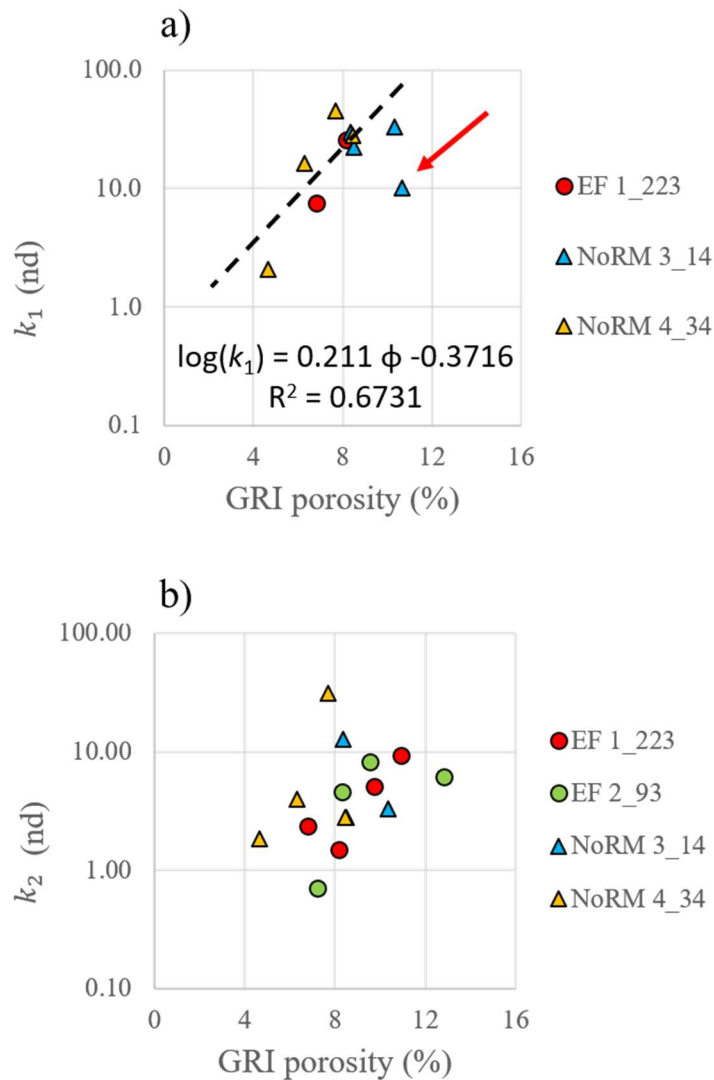 a)
100.0
10.0
1.0
0.1
k₁ (nd)
log(k₁) = 0.211 ϕ -0.3716
R² = 0.6731
0 4 8 12 16
GRI porosity (%)
EF 1_223
NoRM 3_14
NoRM 4_34
b)
100.00
10.00
1.00
0.10
k₂ (nd)
0 4 8 12 16
GRI porosity (%)
EF 1_223
EF 2_93
NoRM 3_14
NoRM 4_34